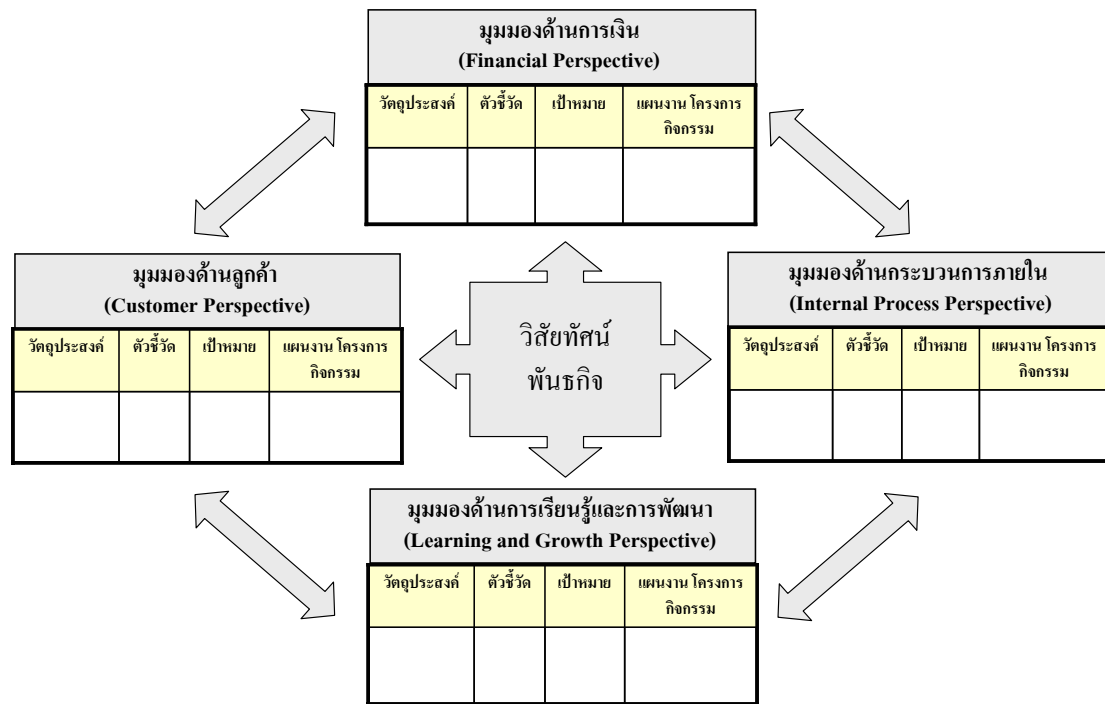 มุมมองด้านการเงิน
(Financial Perspective)
วัตถุประสงค์ ตัวชี้วัด เป้าหมาย แผนงาน โครงการ
กิจกรรม
มุมมองด้านลูกค้า
(Customer Perspective)
วัตถุประสงค์ ตัวชี้วัด เป้าหมาย แผนงาน โครงการ
กิจกรรม
วิสัยทัศน์
พันธกิจ
มุมมองด้านกระบวนการภายใน
(Internal Process Perspective)
วัตถุประสงค์ ตัวชี้วัด เป้าหมาย แผนงาน โครงการ
กิจกรรม
มุมมองด้านการเรียนรู้และการพัฒนา
(Learning and Growth Perspective)
วัตถุประสงค์ ตัวชี้วัด เป้าหมาย แผนงาน โครงการ
กิจกรรม